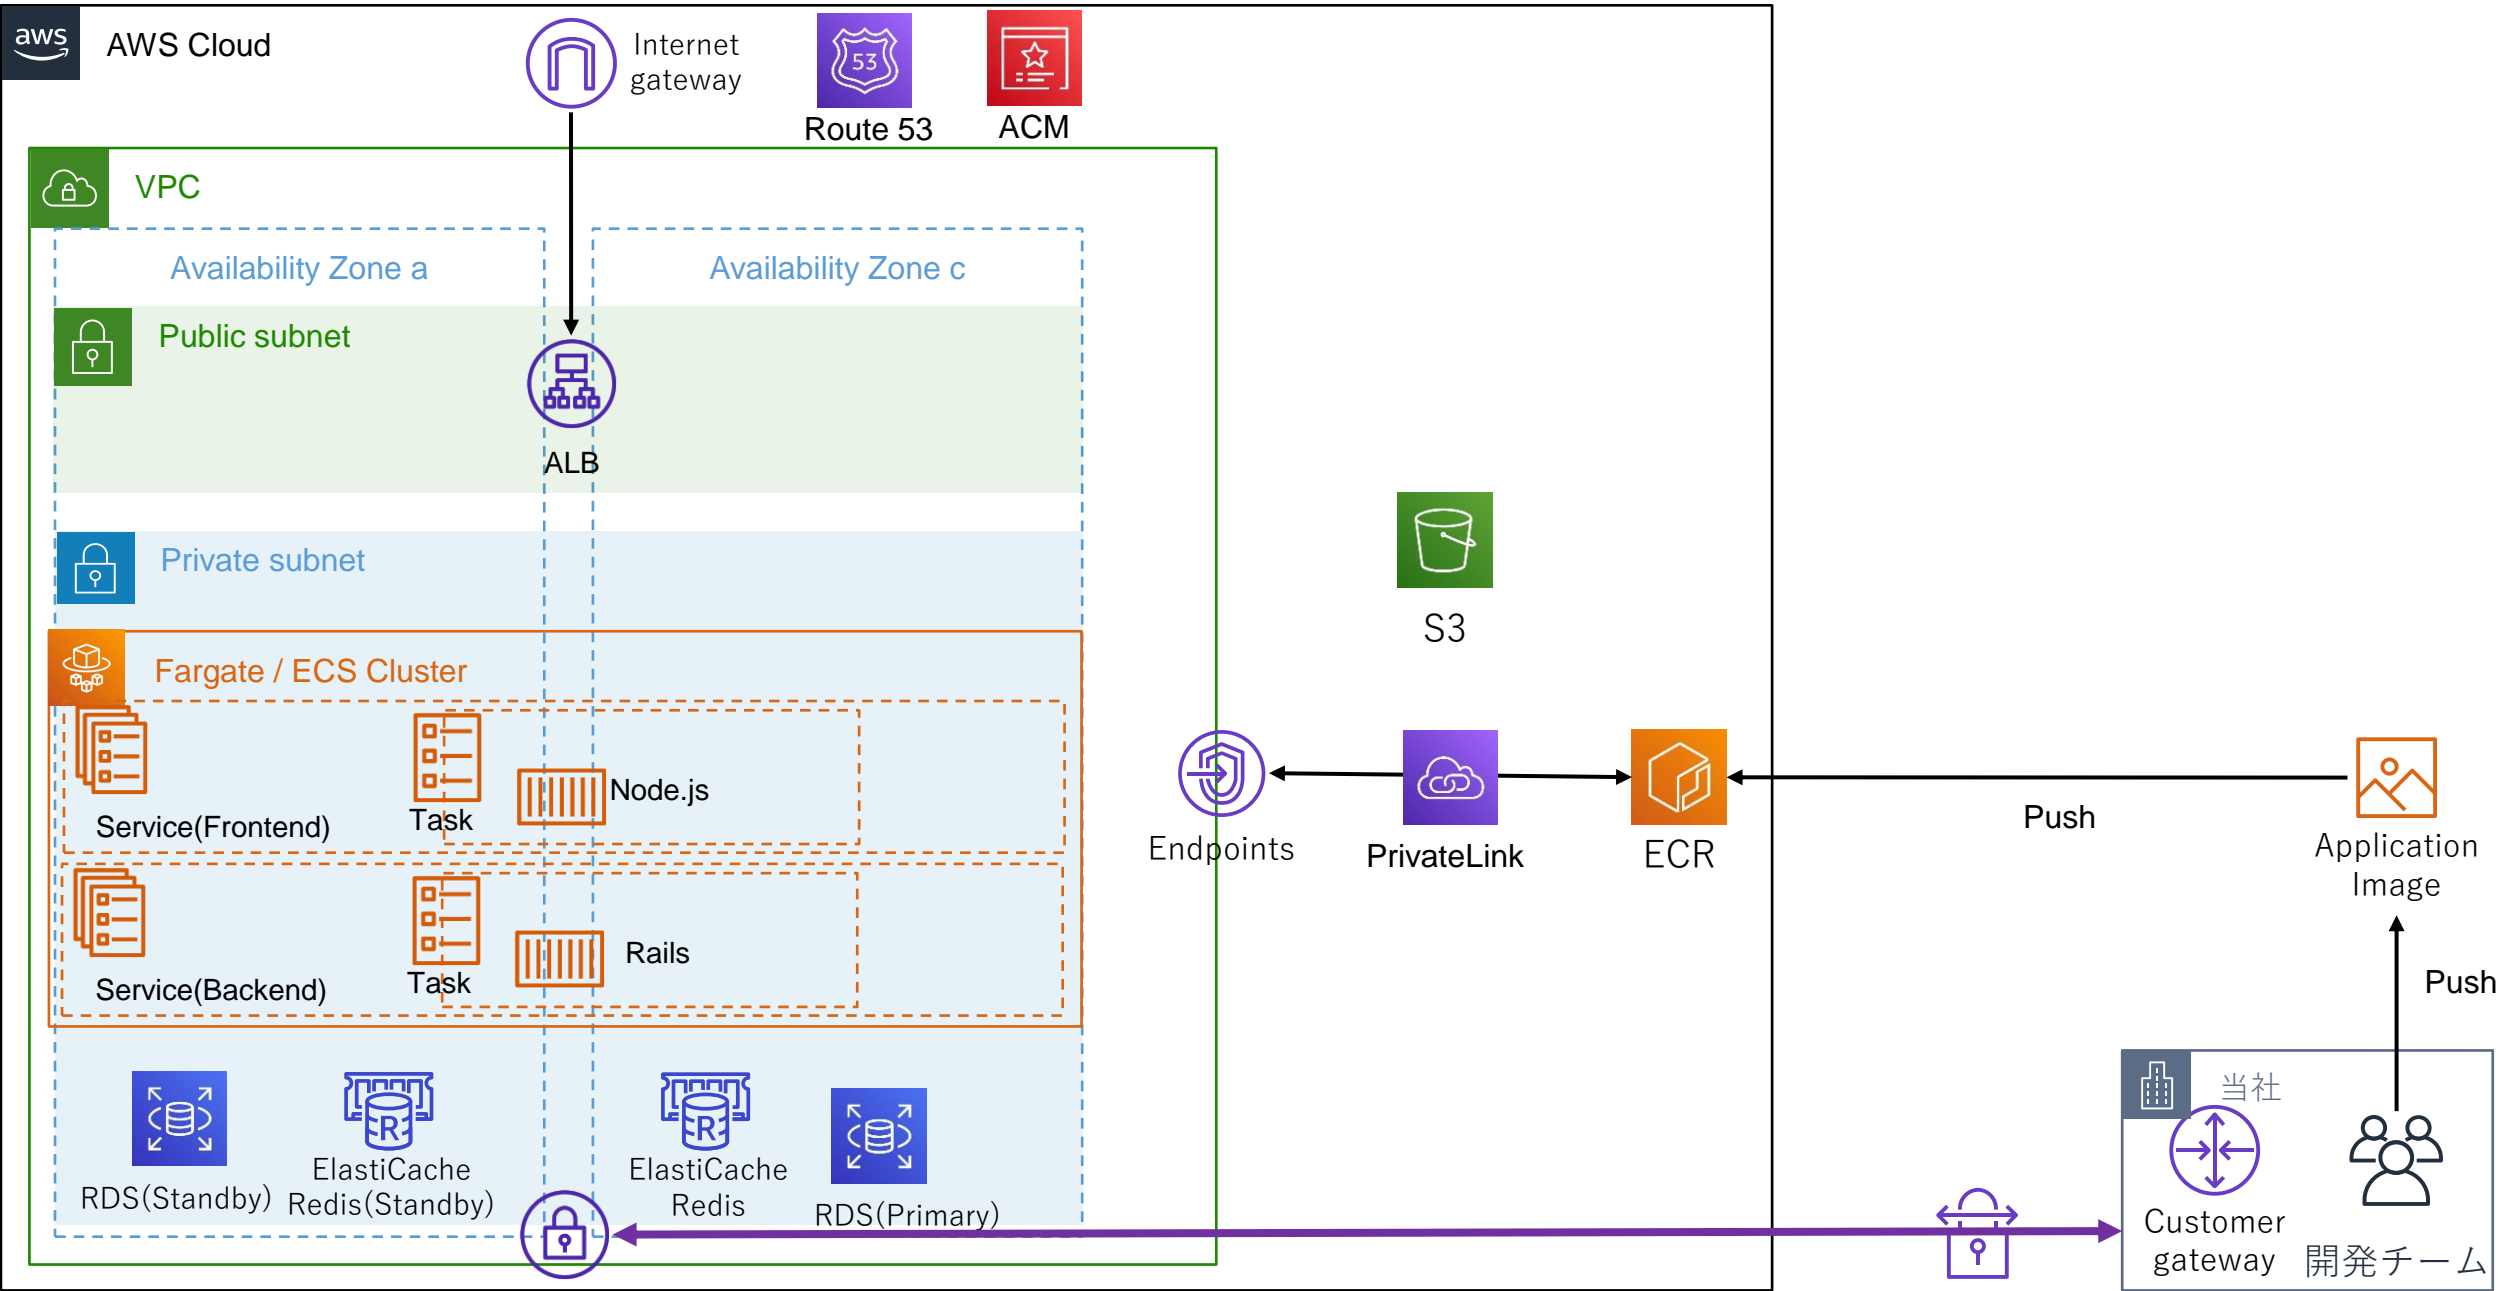 aws
AWS Cloud
Internet
gateway
53
Route 53
ACM
VPC
Availability Zone a
Availability Zone c
Public subnet
ALB
Private subnet
S3
Fargate / ECS Cluster
Service(Frontend)
Task
Node.js
Endpoints
PrivateLink
ECR
Push
Application
Image
Service(Backend)
Task
Rails
Push
R
R
RDS(Standby)
ElastiCache
Redis(Standby)
ElastiCache
Redis
RDS(Primary)
当社
Customer
gateway
開発チーム